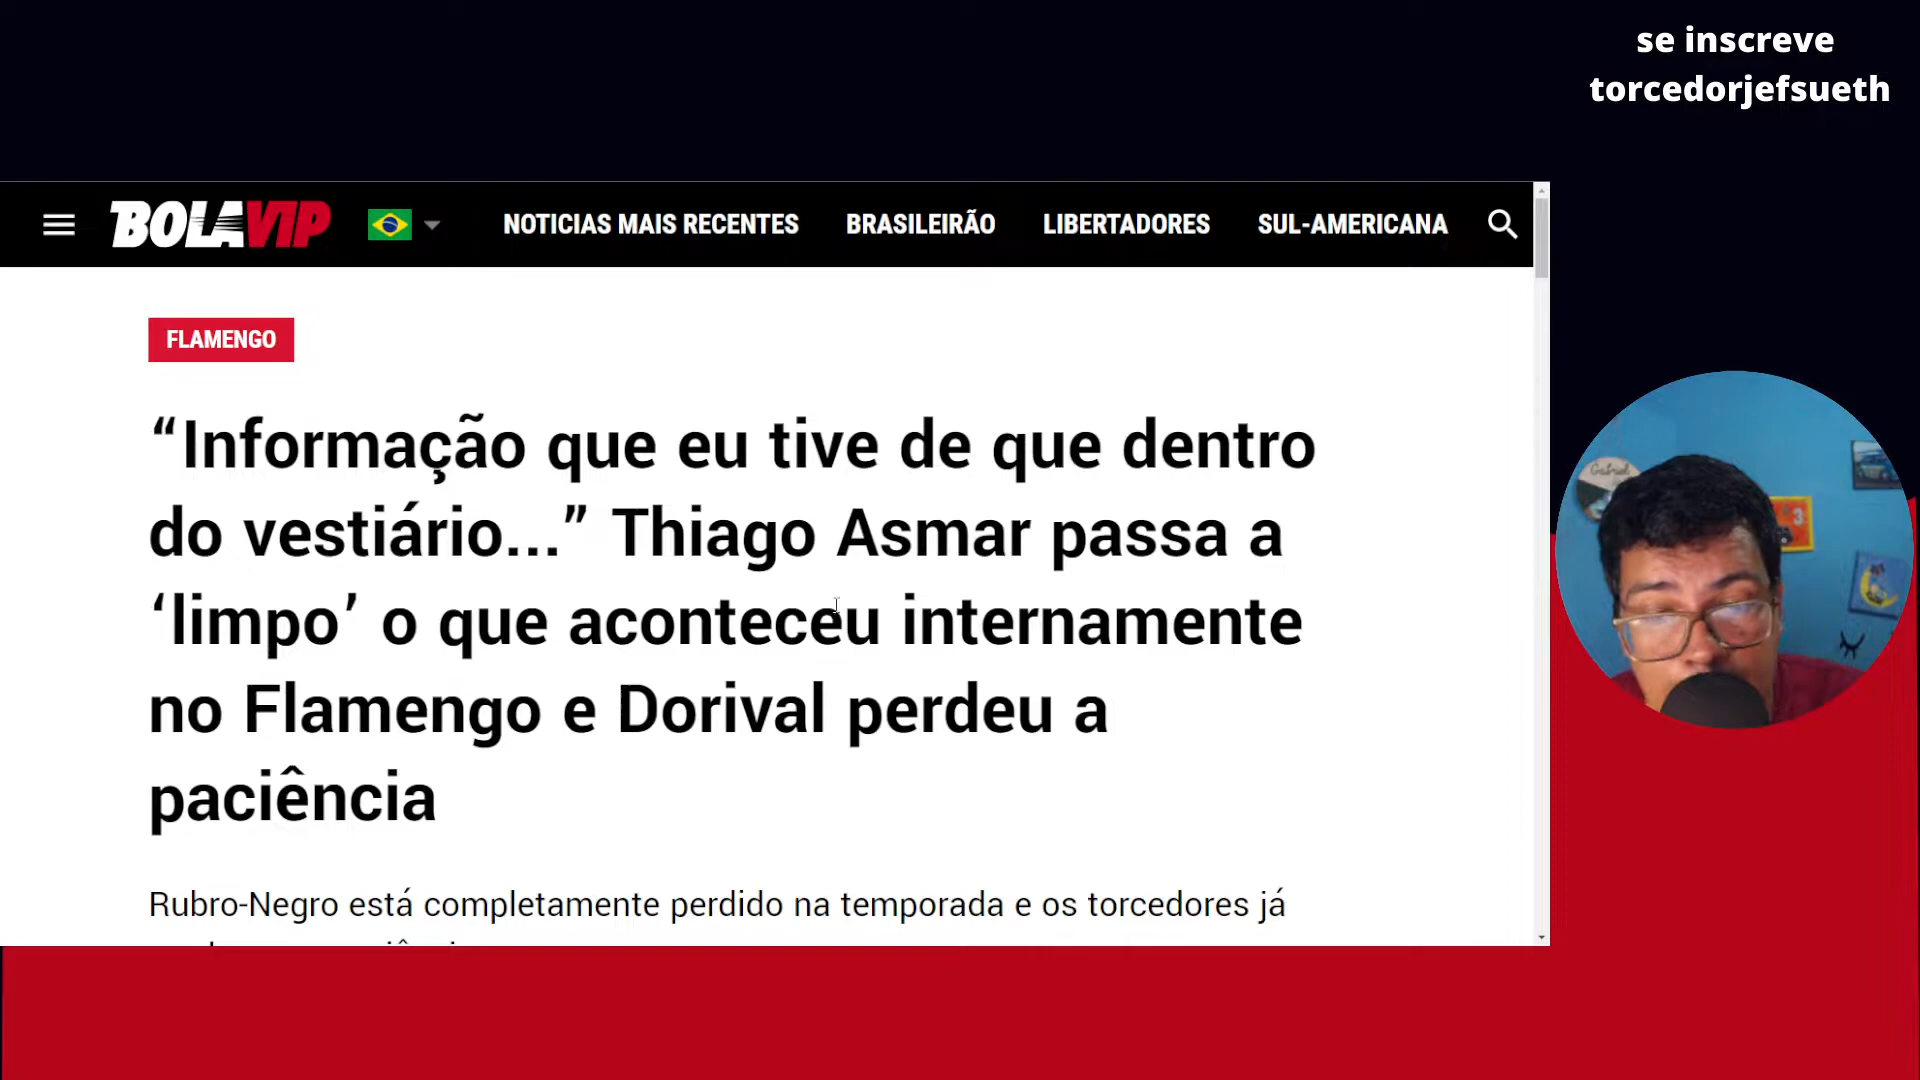 se inscreve
torcedorjefsueth
BOLAVIP
NOTICIAS MAIS RECENTES
BRASILEIRÃO
LIBERTADORES
SUL-AMERICANA
FLAMENGO
“Informação que eu tive de que dentro
do vestiário...” Thiago Asmar passa a
‘limpo’ o que aconteceu internamente
no Flamengo e Dorival perdeu a
paciência
Rubro-Negro está completamente perdido na temporada e os torcedores já
Gabriel
3